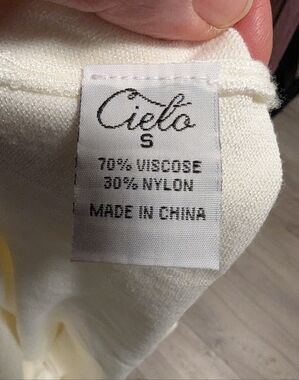 Cielo
S
70% VISCOSE
30% NYLON
MADE IN CHINA